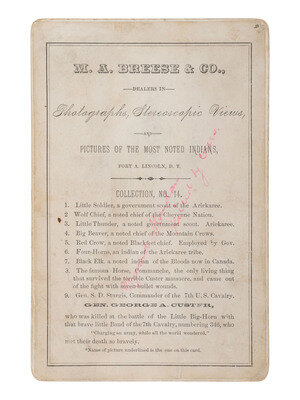 M. A. BREESE & CO.,
DEALERS IN
Photographs, Stereoscopic Views,
AND
PICTURES OF THE MOST NOTED INDIANS,
FORT A. LINCOLN, D. T.
COLLECTION, NO. 14.
1. Little Soldier, a government scout of the Arickaree.
2 Wolf Chief, a noted chief of the Cheyenne Nation.
3. Little Thunder, a noted government scout. Arickaree.
4. Big Beaver, a noted chief of the Mountain Crows.
5. Red Crow, a noted Blackfeet chief. Employed by Gov.
6. Four-Horns, an indian of the Arickaree tribe.
7. Black Elk a noted indian of the Bloods now in Canada.
8. The famous Horse, Commanche, the only living thing
that survived the terrible Custer massacre, and came out
of the fight with bullet wounds.
9. Gen. S. D. Sturgis, Commander of the 7th U. S. Cavalry.
GEN. GEORGE A. CUSTER,
who was killed at the battle of the Little Big-Horn with
that brave little Band of the 7th Cavalry, numbering 346, who
"Charging an army, while all the world wondered,"
met their death so bravely.
*Name of picture underlined is the one on this card.